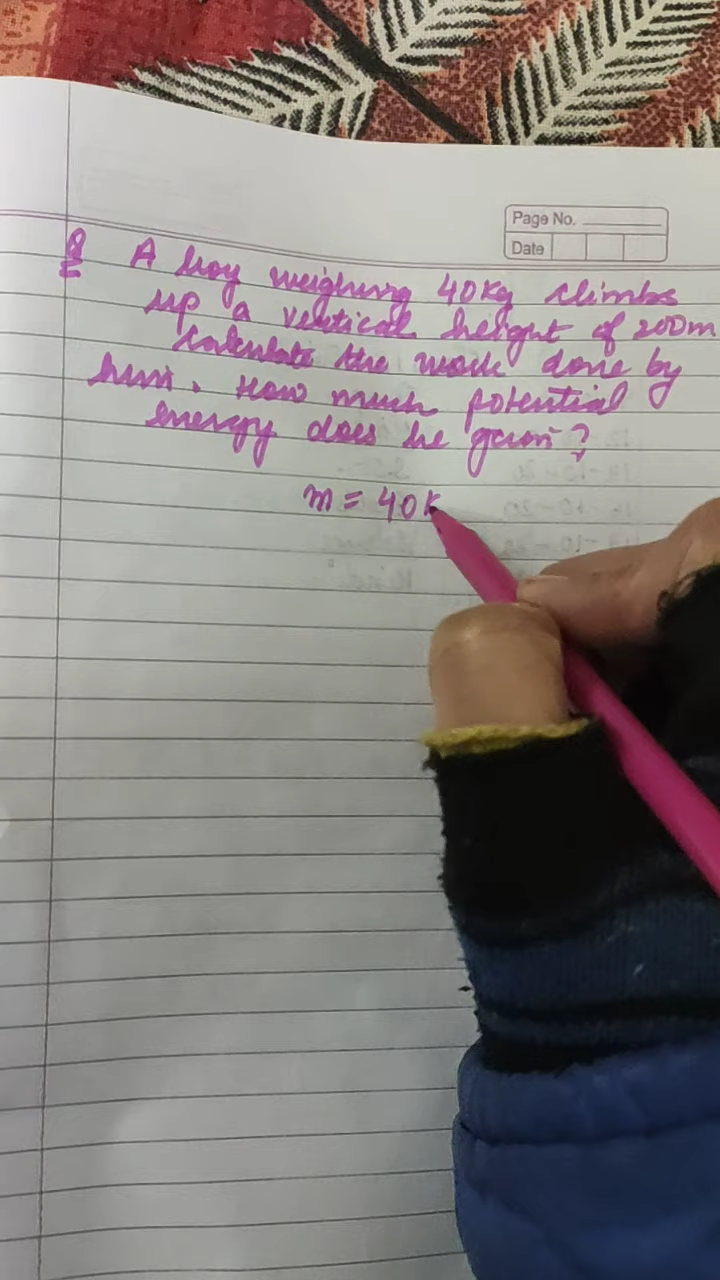 Page No.
Date
Q A boy weighing 40Kg climbs
up a vertical height of 200m
calculate the work done by
him. How much potential
energy does he gain?
m = 40K